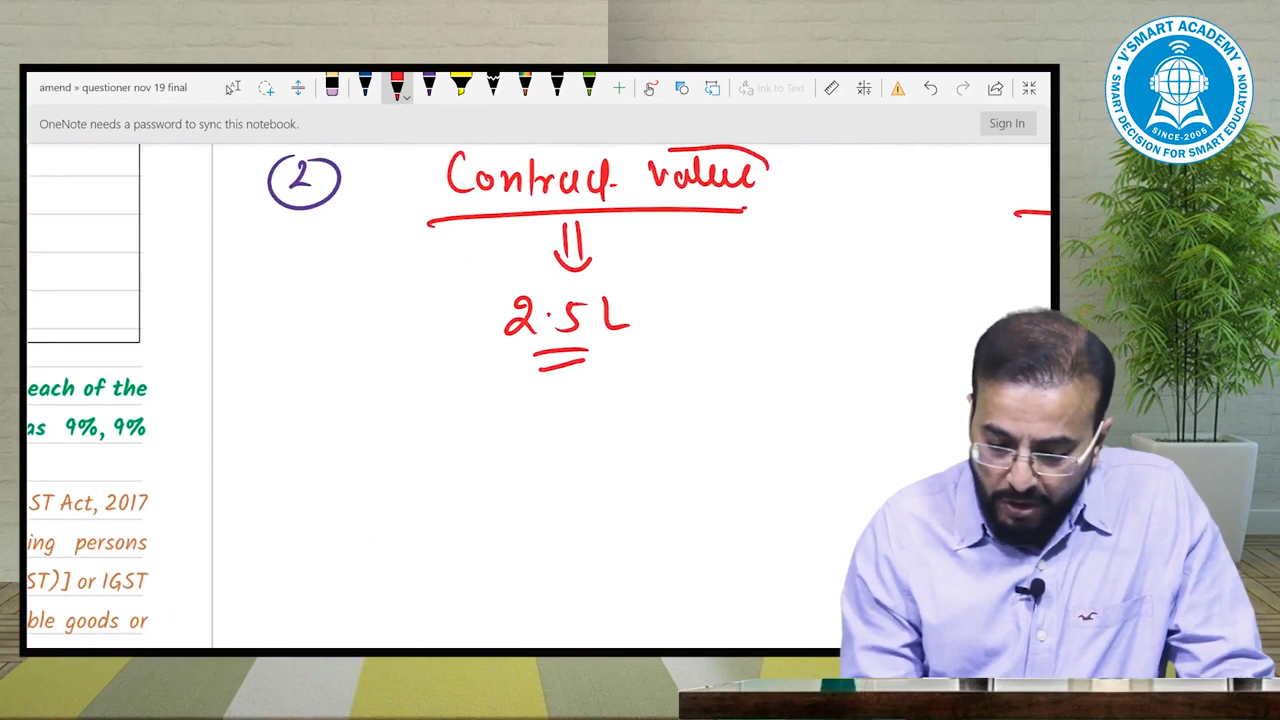 amend » questioner nov 19 final
Ink to Text
OneNote needs a password to sync this notebook.
Sign In
2
Contract value
2.5 L
each of the
as 9%, 9%
ST Act, 2017
ing persons
ST)] or IGST
ble goods or
V'SMART ACADEMY
SINCE-2005
SMART DECISION FOR SMART EDUCATION